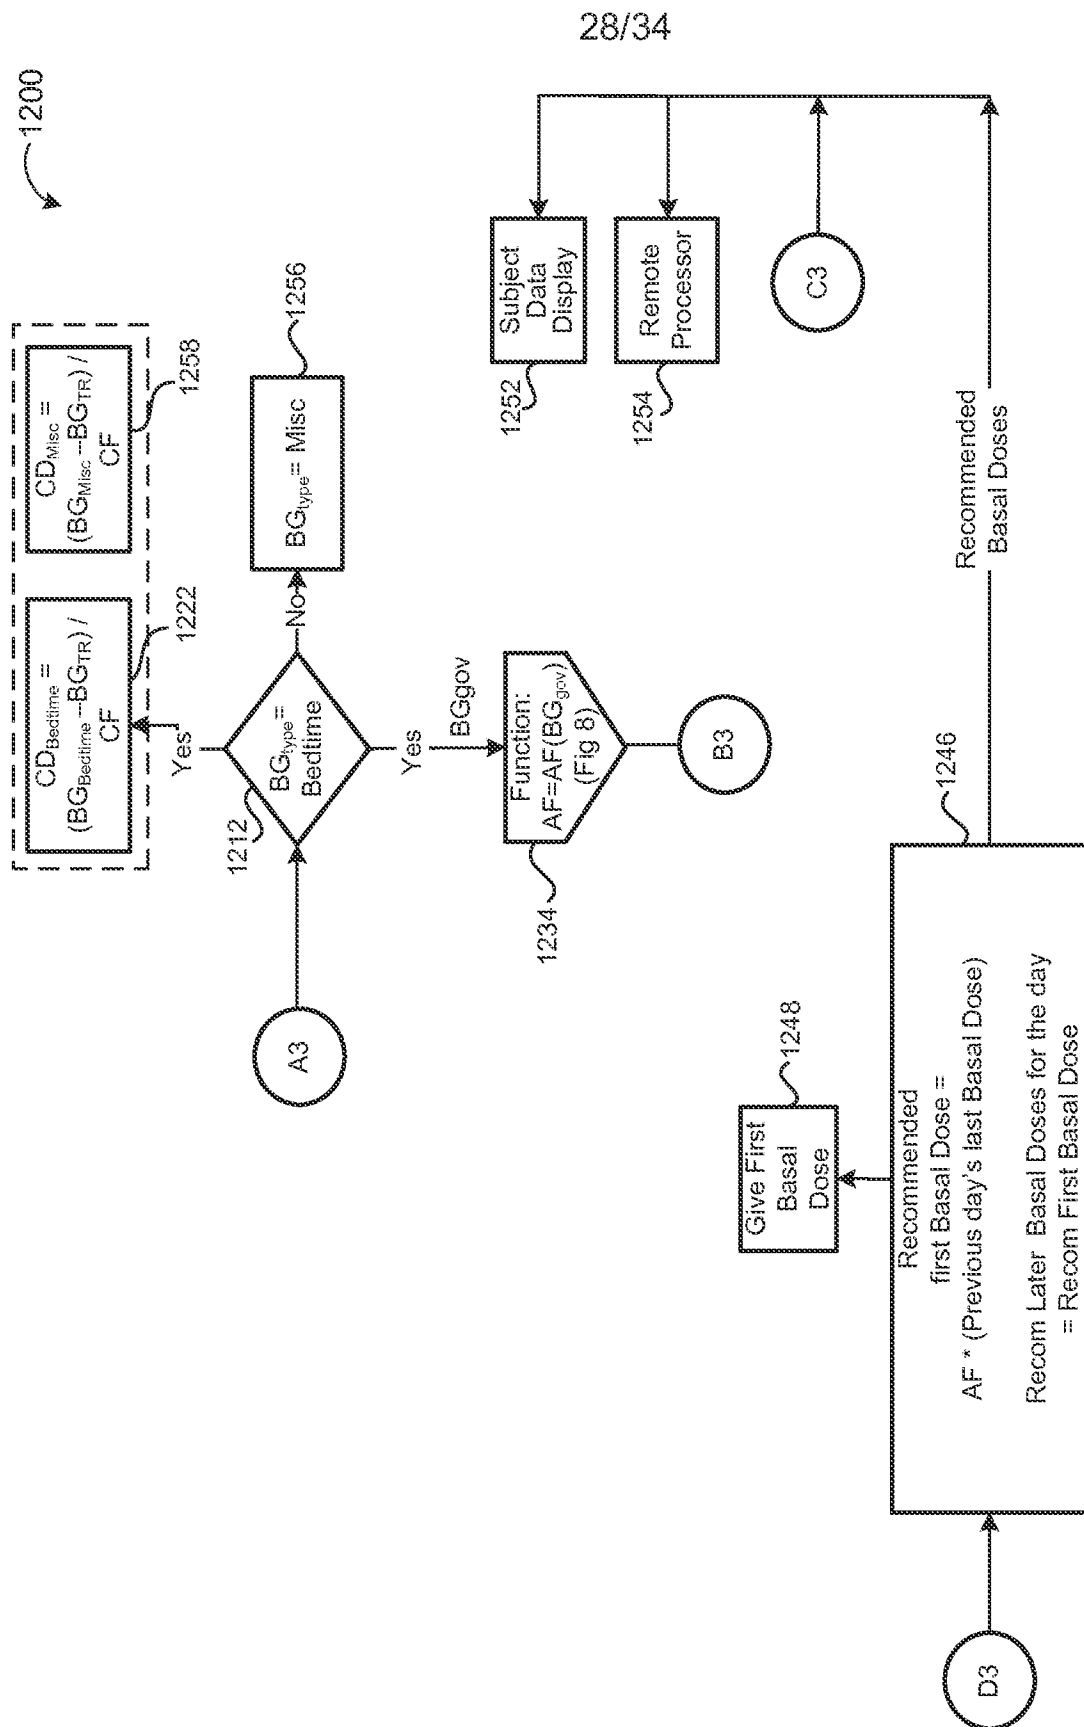 28/34
1200
CD_Bedtime =
(BG_Bedtime – BG_TR) /
CF
1222
CD_Misc =
(BG_Misc – BG_TR) /
CF
1258
Yes
A3
1212
BG_type =
Bedtime
No
BG_type = Misc
1256
Yes
BGgov
Function:
AF=AF(BG_gov)
(Fig 8)
1234
B3
Subject
Data
Display
1252
Remote
Processor
1254
C3
Give First
Basal
Dose
1248
D3
Recommended
first Basal Dose =
AF * (Previous day's last Basal Dose)
Recom Later Basal Doses for the day
= Recom First Basal Dose
1246
Recommended
Basal Doses